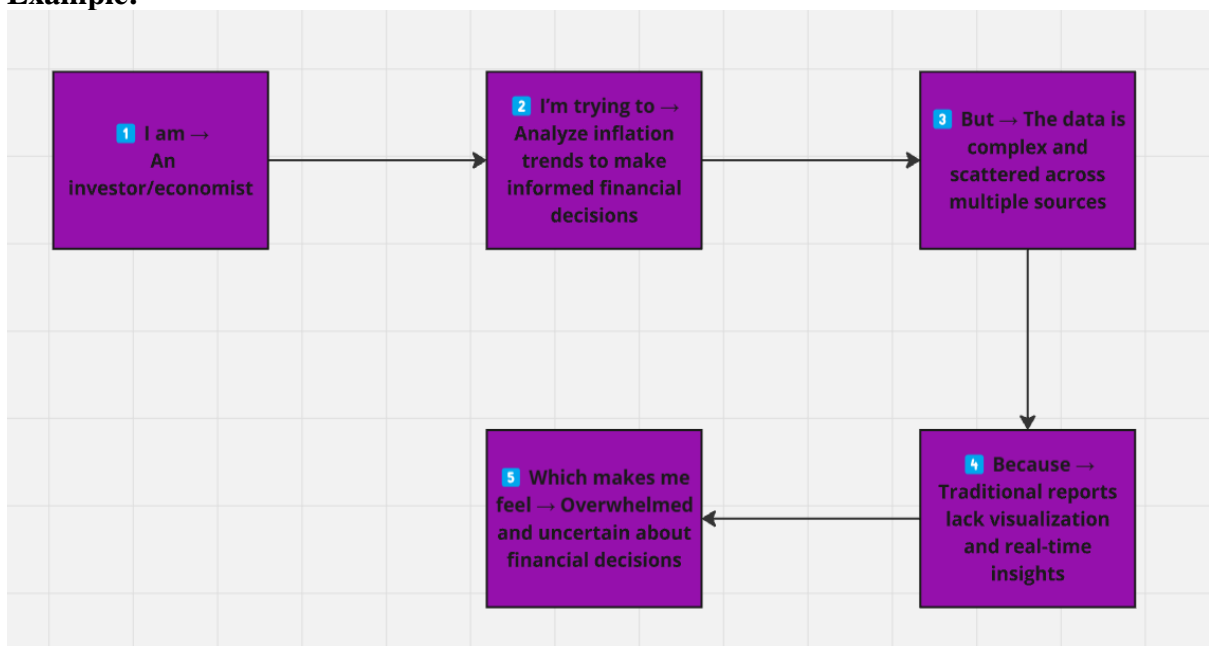 Example:
1 I am →
An
investor/economist
2 I'm trying to →
Analyze inflation
trends to make
informed financial
decisions
3 But → The data is
complex and
scattered across
multiple sources
4 Because →
Traditional reports
lack visualization
and real-time
insights
5 Which makes me
feel → Overwhelmed
and uncertain about
financial decisions